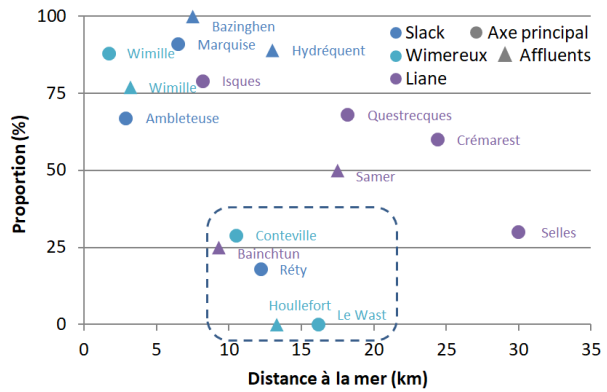 100
75
50
25
0
Proportion (%)
Bazinghen
Marquise
Hydréquent
Wimille
Isques
Wimille
Ambleteuse
Questrecques
Crémarest
Samer
Selles
Conteville
Bainchtun
Réty
Houllefort
Le Wast
Slack
Axe principal
Wimereux
Affluents
Liane
0 5 10 15 20 25 30 35
Distance à la mer (km)